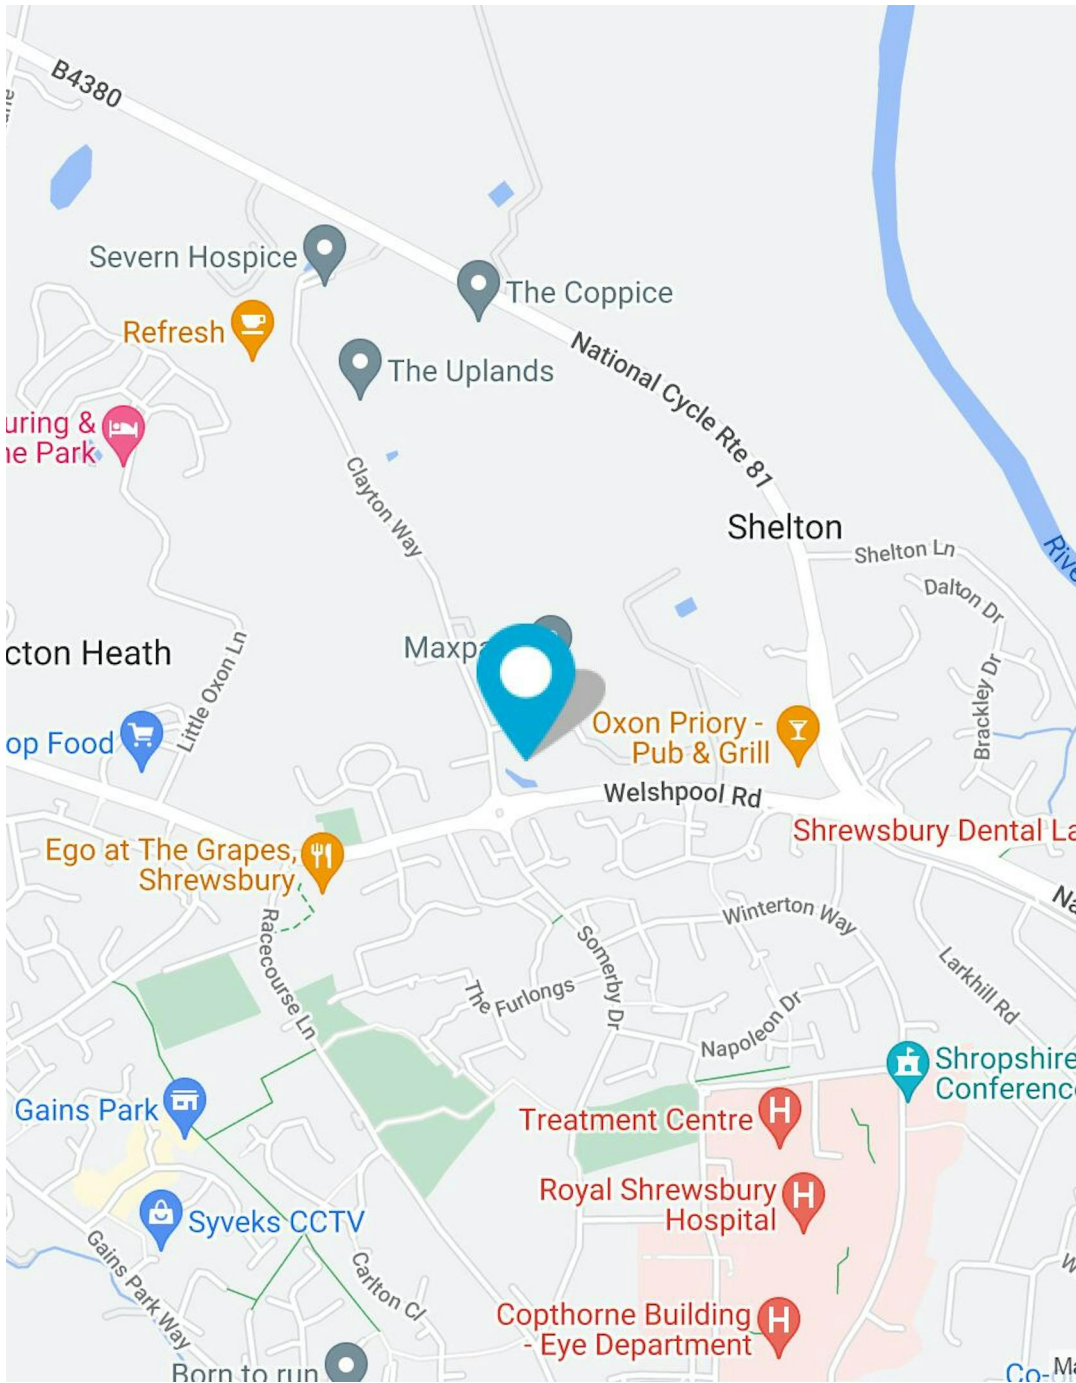 B4380
Severn Hospice
The Coppice
Refresh
National Cycle Rte 81
The Uplands
uring &
ne Park
Clayton Way
Shelton
Shelton Ln
Dalton Dr
Maxpa
cton Heath
Little Oxon Ln
Brackley Dr
op Food
Oxon Priory -
Pub & Grill
Welshpool Rd
Shrewsbury Dental La
Ego at The Grapes,
Shrewsbury
Racecourse Ln
Winterton Way
Somerby Dr
The Furlongs
Larkhill Rd
Napoleon Dr
Shropshire
Conference
Gains Park
Treatment Centre
Royal Shrewsbury
Hospital
Syveks CCTV
Gains Park Way
Carlton Cl
Copthorne Building
- Eye Department
Born to run